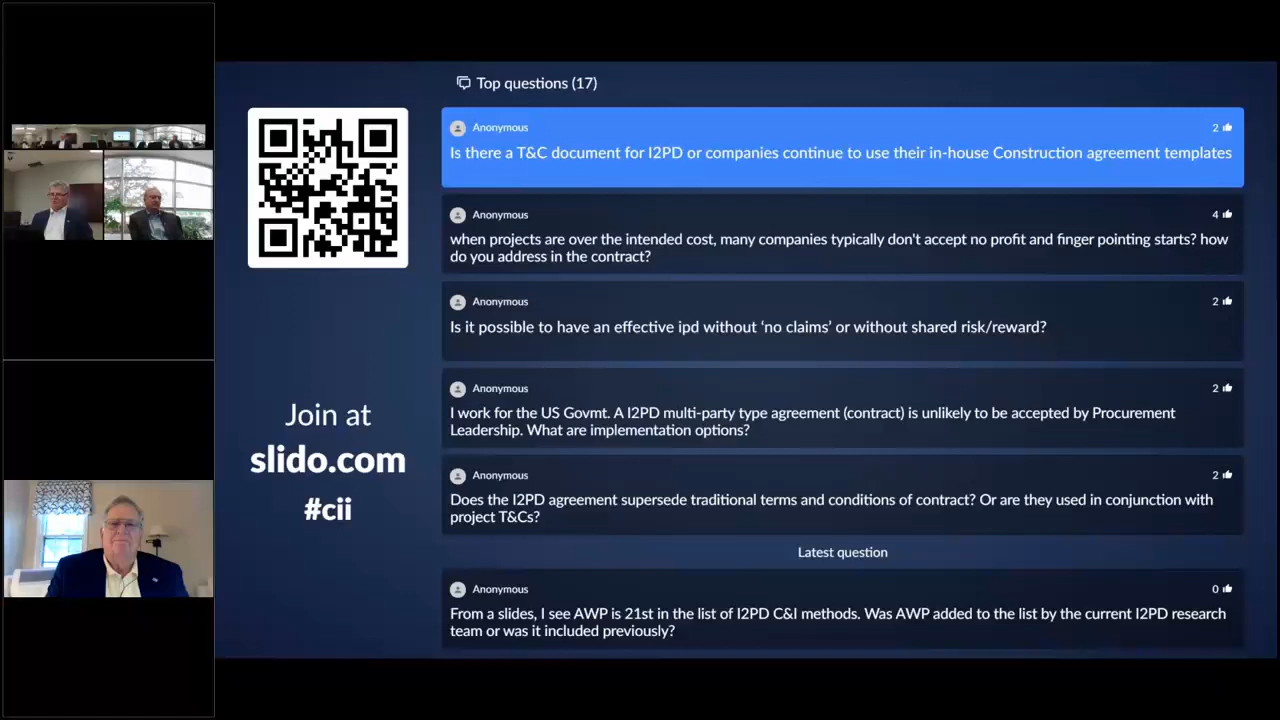 Top questions (17)
Anonymous
2
Is there a T&C document for I2PD or companies continue to use their in-house Construction agreement templates
Anonymous
4
when projects are over the intended cost, many companies typically don't accept no profit and finger pointing starts? how
do you address in the contract?
Anonymous
2
Is it possible to have an effective ipd without ‘no claims’ or without shared risk/reward?
Anonymous
2
I work for the US Govmt. A I2PD multi-party type agreement (contract) is unlikely to be accepted by Procurement
Leadership. What are implementation options?
Anonymous
2
Does the I2PD agreement supersede traditional terms and conditions of contract? Or are they used in conjunction with
project T&Cs?
Latest question
Anonymous
0
From a slides, I see AWP is 21st in the list of I2PD C&I methods. Was AWP added to the list by the current I2PD research
team or was it included previously?
Join at
slido.com
#cii